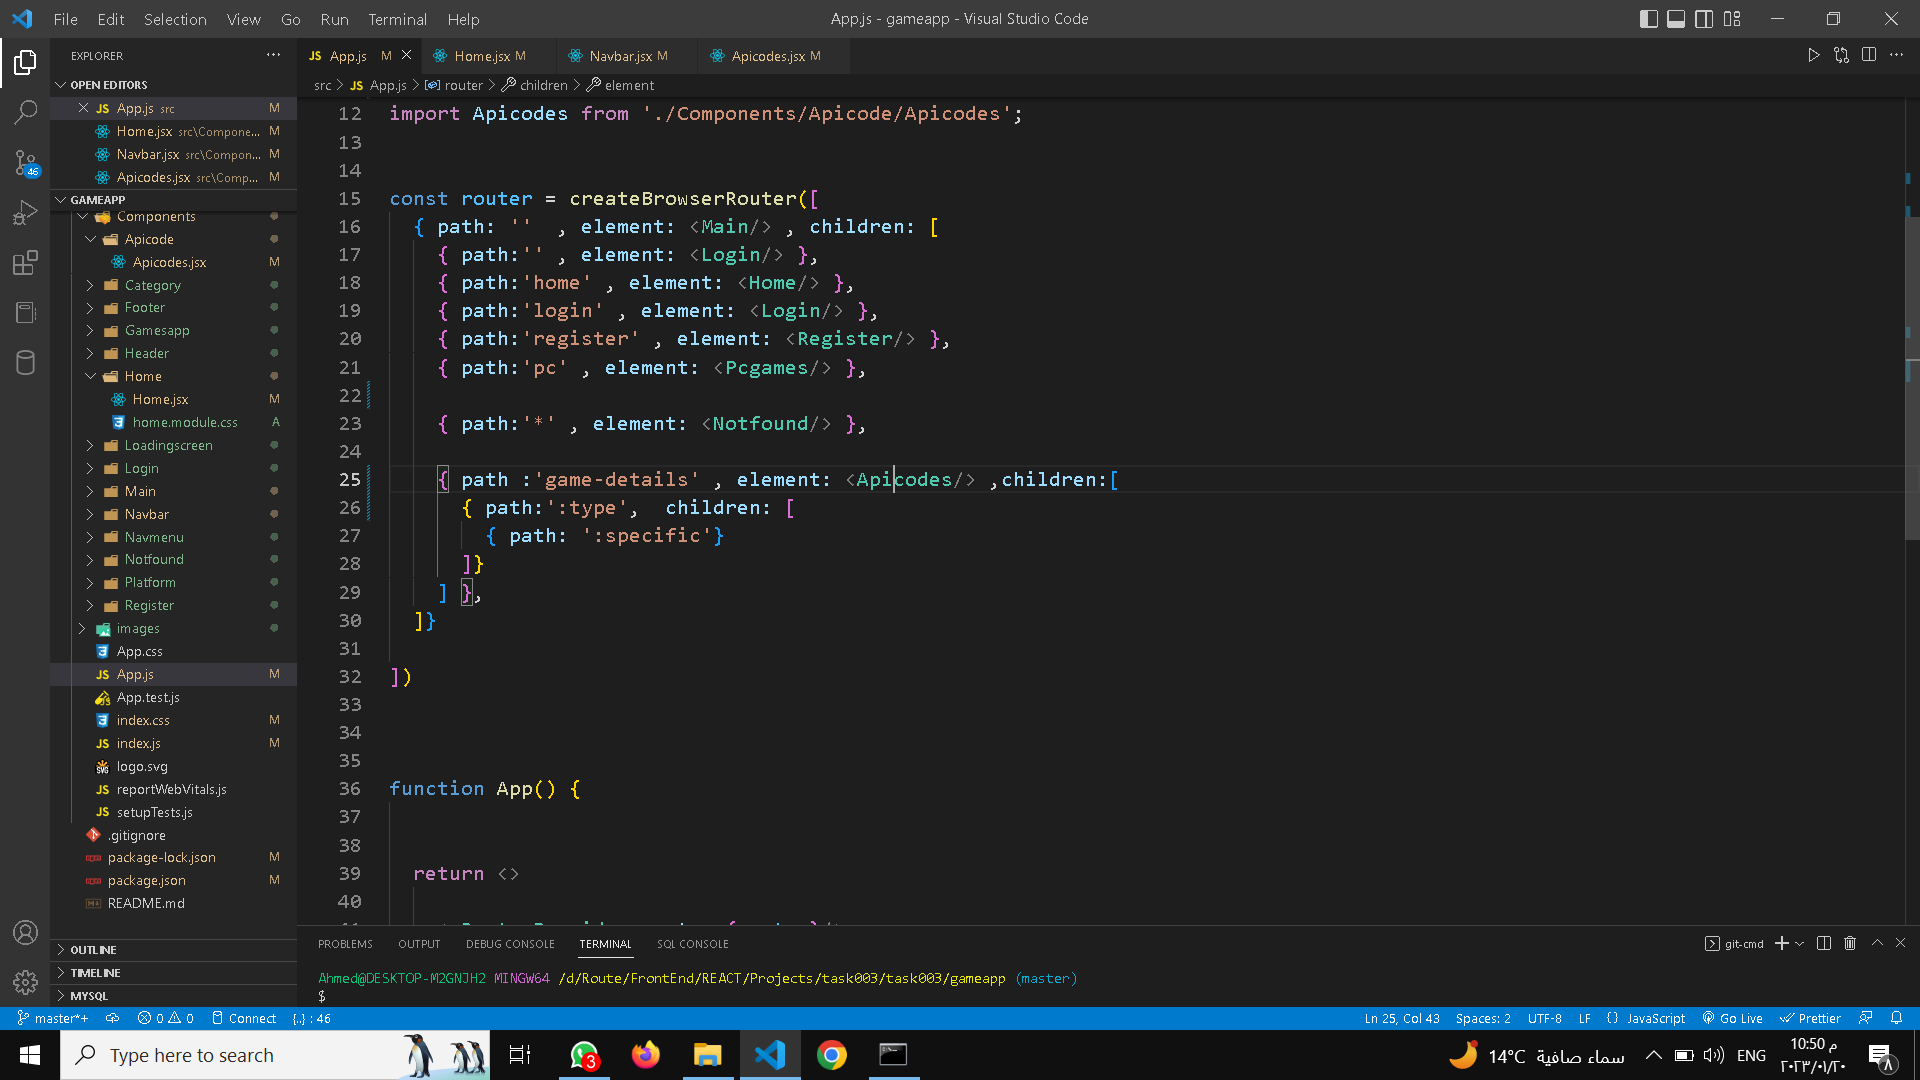 File Edit Selection View Go Run Terminal Help
App.js - gameapp - Visual Studio Code
EXPLORER
OPEN EDITORS
App.js src M
Home.jsx src\Compone... M
Navbar.jsx src\Compon... M
Apicodes.jsx src\Comp... M
GAMEAPP
Components
Apicode
Apicodes.jsx M
Category
Footer
Gamesapp
Header
Home
Home.jsx M
home.module.css A
Loadingscreen
Login
Main
Navbar
Navmenu
Notfound
Platform
Register
images
App.css
App.js M
App.test.js
index.css M
index.js M
logo.svg
reportWebVitals.js
setupTests.js
.gitignore
package-lock.json M
package.json M
README.md
OUTLINE
TIMELINE
MYSQL
46
JS App.js M
Home.jsx M
Navbar.jsx M
Apicodes.jsx M
src > JS App.js > router > children > element
12 import Apicodes from './Components/Apicode/Apicodes';
13
14
15 const router = createBrowserRouter([
16 { path: '' , element: <Main/> , children: [
17 { path:'' , element: <Login/> },
18 { path:'home' , element: <Home/> },
19 { path:'login' , element: <Login/> },
20 { path:'register' , element: <Register/> },
21 { path:'pc' , element: <Pcgames/> },
22
23 { path:'*' , element: <Notfound/> },
24
25 { path :'game-details' , element: <Apicodes/> ,children:[
26 { path:':type', children: [
27 { path: ':specific'}
28 ]}
29 ] },
30 ]}
31
32 ])
33
34
35
36 function App() {
37
38
39 return <>
40
PROBLEMS OUTPUT DEBUG CONSOLE TERMINAL SQL CONSOLE
git-cmd
Ahmed@DESKTOP-M2GNJH2 MINGW64 /d/Route/FrontEnd/REACT/Projects/task003/task003/gameapp (master)
$
master*+ 0 0 Connect {..} : 46
Ln 25, Col 43 Spaces: 2 UTF-8 LF {} JavaScript Go Live Prettier
Type here to search
3
14°C سماء صافية
ENG
10:50 م
٢٠٢٣/٠١/٢٠
٨